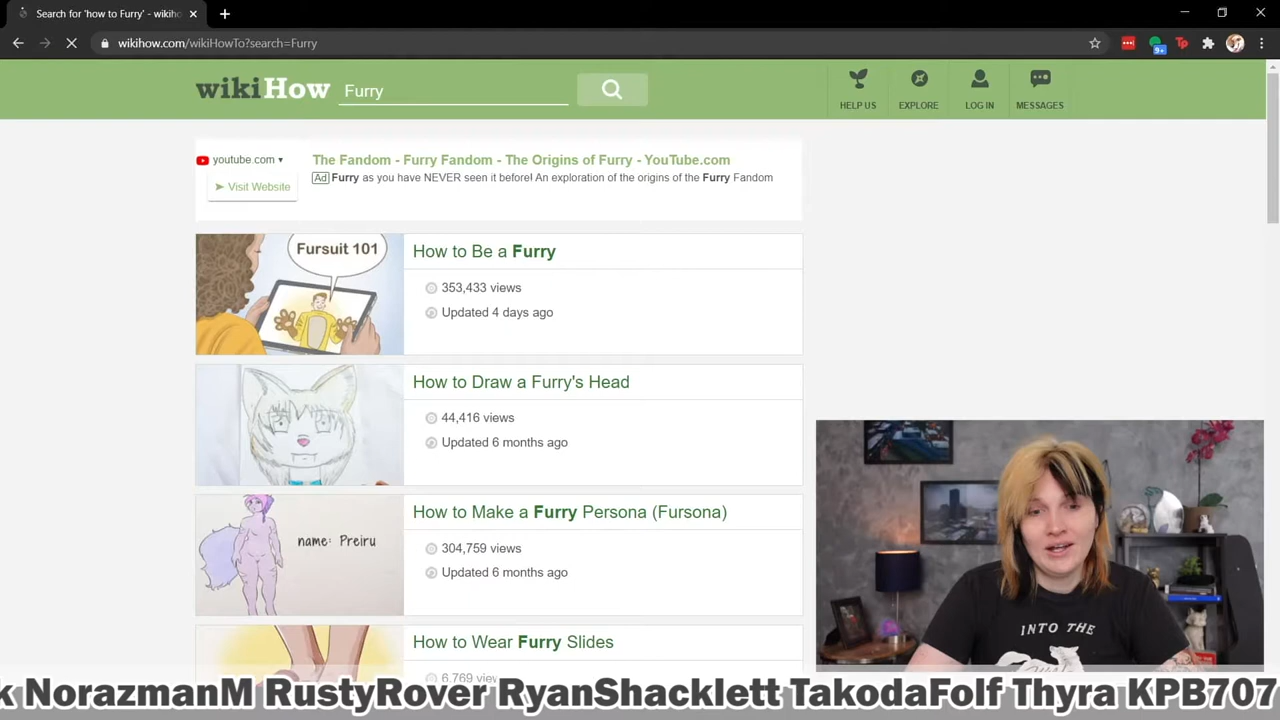 Search for 'how to Furry' - wikiho
wikihow.com/wikiHowTo?search=Furry
9+
wikiHow
Furry
HELP US
EXPLORE
LOG IN
MESSAGES
youtube.com
Visit Website
The Fandom - Furry Fandom - The Origins of Furry - YouTube.com
Ad Furry as you have NEVER seen it before! An exploration of the origins of the Furry Fandom
Fursuit 101
How to Be a Furry
353,433 views
Updated 4 days ago
How to Draw a Furry's Head
44,416 views
Updated 6 months ago
name: Preiru
How to Make a Furry Persona (Fursona)
304,759 views
Updated 6 months ago
How to Wear Furry Slides
6,769 views
INTO THE
k NorazmanM RustyRover RyanShacklett TakodaFolf Thyra KPB707